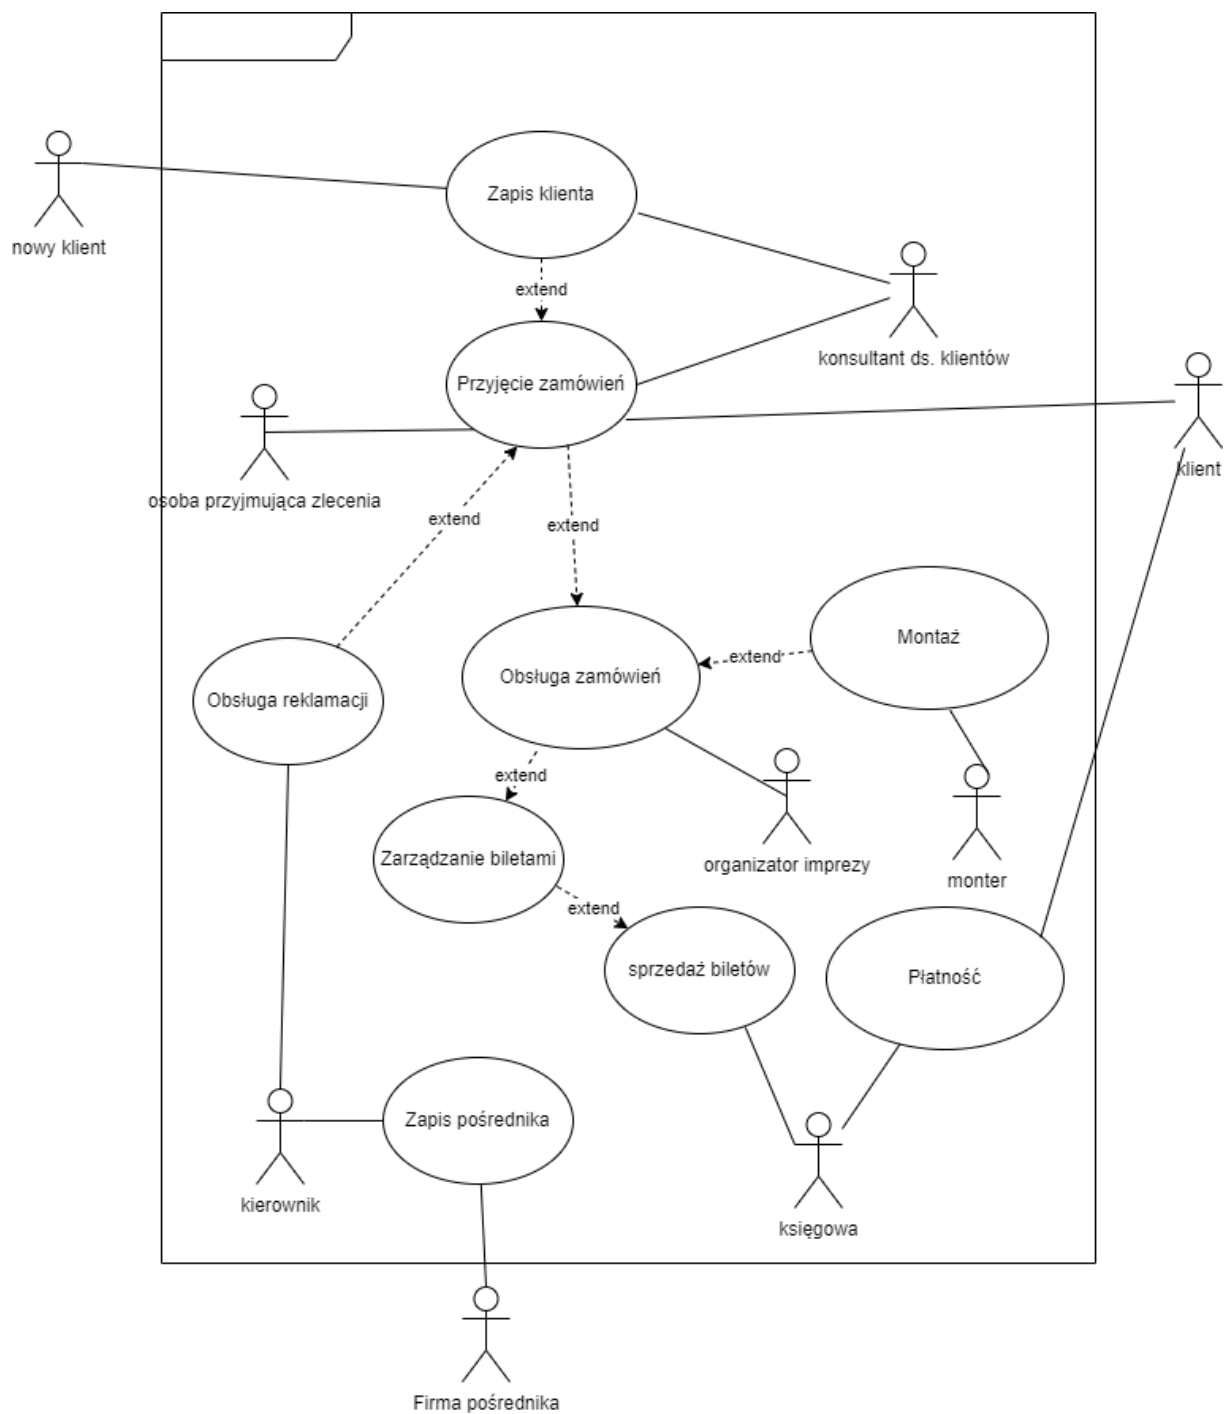 nowy klient
Zapis klienta
extend
konsultant ds. klientów
Przyjęcie zamówień
klient
osoba przyjmująca zlecenia
extend
extend
Montaż
extend
Obsługa zamówień
Obsługa reklamacji
extend
Zarządzanie biletami
organizator imprezy
monter
extend
sprzedaż biletów
Płatność
Zapis pośrednika
kierownik
księgowa
Firma pośrednika